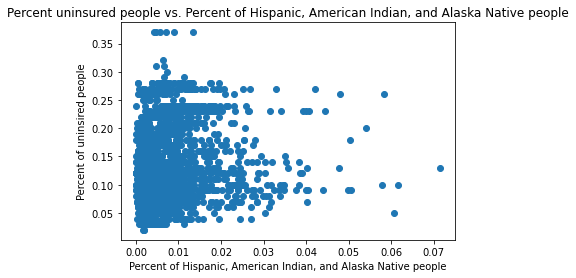 Percent uninsured people vs. Percent of Hispanic, American Indian, and Alaska Native people
0.35
0.30
0.25
0.20
0.15
0.10
0.05
Percent of uninsired people
0.00 0.01 0.02 0.03 0.04 0.05 0.06 0.07
Percent of Hispanic, American Indian, and Alaska Native people